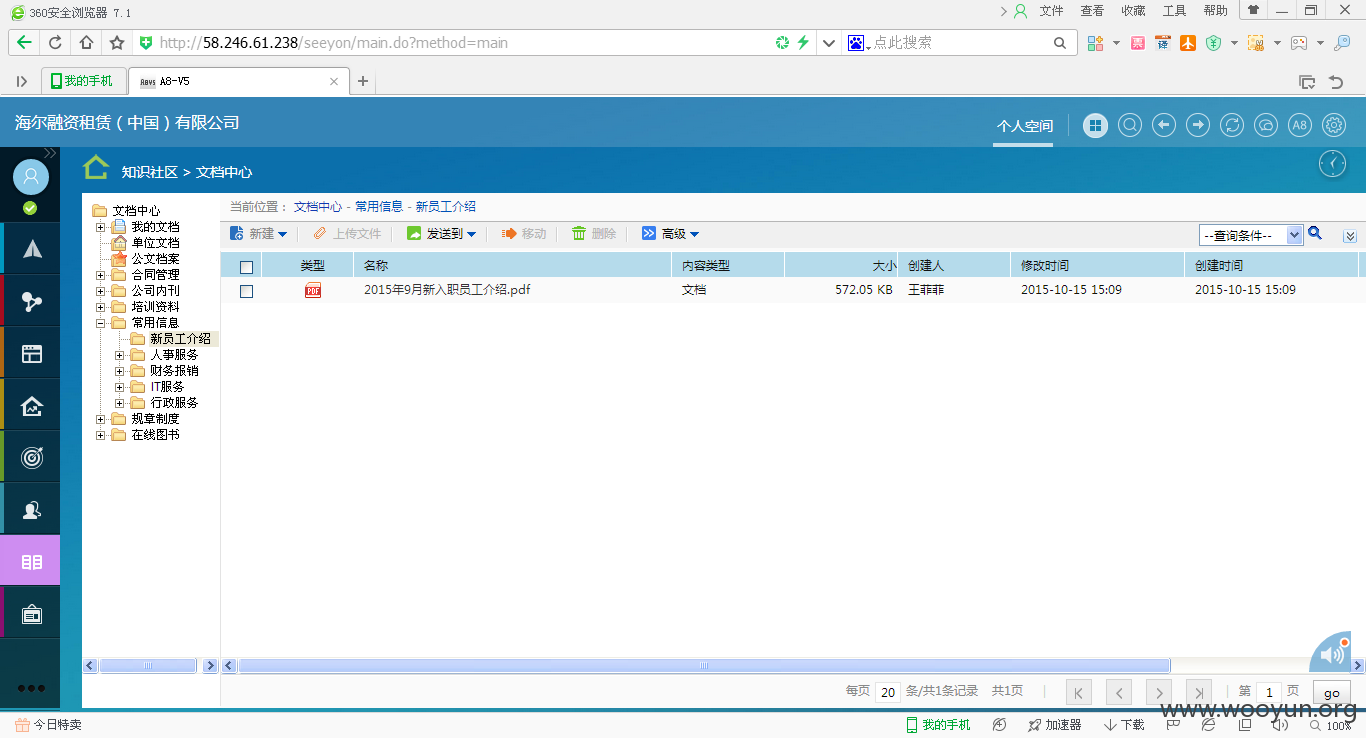 360安全浏览器 7.1
文件 查看 收藏 工具 帮助
http://58.246.61.238/seeyon/main.do?method=main
点此搜索
我的手机
A8-V5
海尔融资租赁（中国）有限公司
个人空间
A8
知识社区 > 文档中心
文档中心
我的文档
单位文档
公文档案
合同管理
公司内刊
培训资料
常用信息
新员工介绍
人事服务
财务报销
IT服务
行政服务
规章制度
在线图书
当前位置： 文档中心 - 常用信息 - 新员工介绍
新建 上传文件 发送到 移动 删除 高级
--查询条件--
类型 名称 内容类型 大小 创建人 修改时间 创建时间
PDF 2015年9月新入职员工介绍.pdf 文档 572.05 KB 王菲菲 2015-10-15 15:09 2015-10-15 15:09
每页 20 条/共1条记录 共1页 第 1 页 go
www.wooyun.org
今日特卖
我的手机 加速器 下载 100%